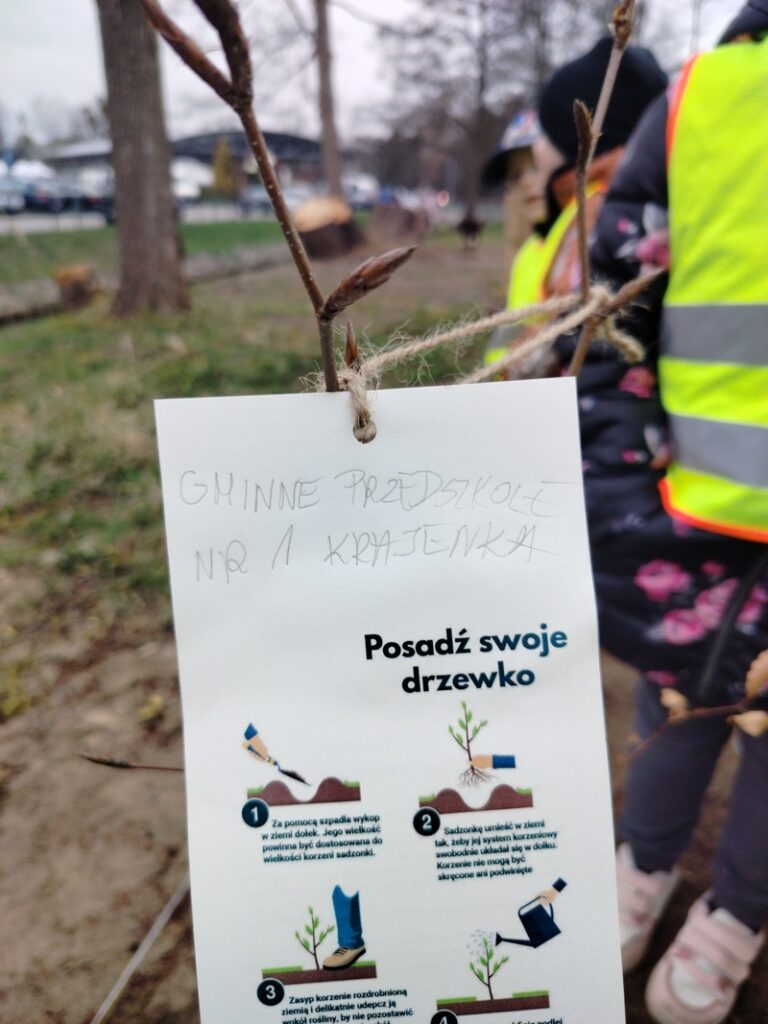 GMINNE PRZEDSZKOLE
NR 1 KRAJENKA
Posadź swoje
drzewko
1
Za pomocą szpadla wykop
w ziemi dołek. Jego wielkość
powinna być dostosowana do
wielkości korzeni sadzonki.
2
Sadzonkę umieść w ziemi
tak, żeby jej system korzeniowy
swobodnie układał się w dołku.
Korzenie nie mogą być
skręcone ani podwinięte
3
Zasyp korzenie rozdrobnioną
ziemią i delikatnie udepcz ją
wokół rośliny, by nie pozostawić
4